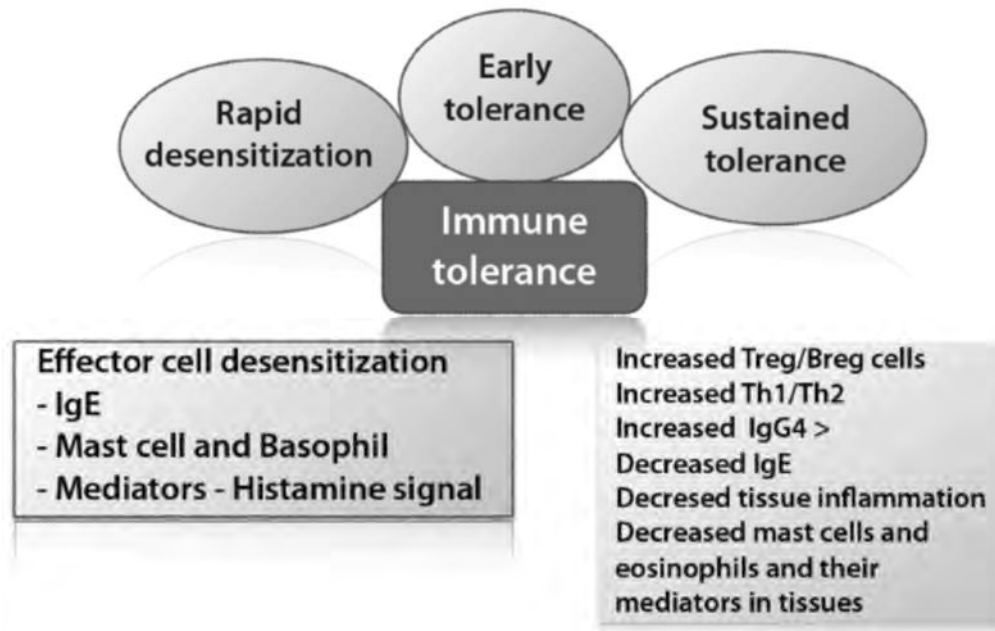 Rapid
desensitization
Early
tolerance
Sustained
tolerance
Immune
tolerance
Effector cell desensitization
- IgE
- Mast cell and Basophil
- Mediators - Histamine signal
Increased Treg/Breg cells
Increased Th1/Th2
Increased IgG4 >
Decreased IgE
Decresed tissue inflammation
Decreased mast cells and
eosinophils and their
mediators in tissues